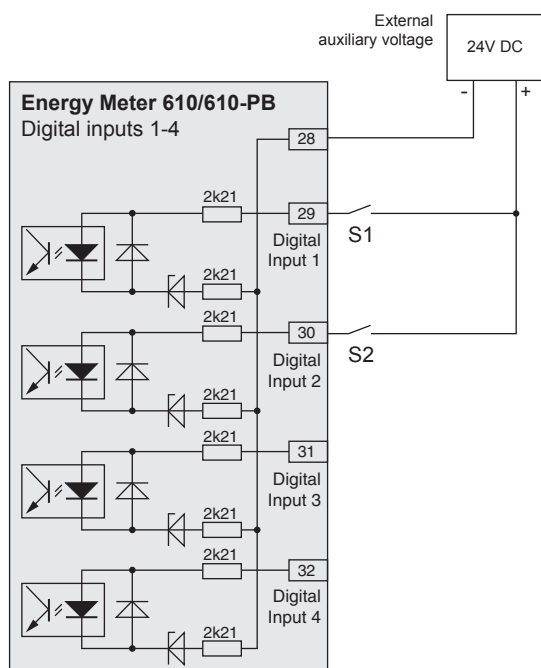 External
auxiliary voltage
24V DC
- +
Energy Meter 610/610-PB
Digital inputs 1-4
28
2k21
29
S1
Digital
Input 1
2k21
2k21
30
S2
Digital
Input 2
2k21
2k21
31
Digital
Input 3
2k21
2k21
32
Digital
Input 4
2k21